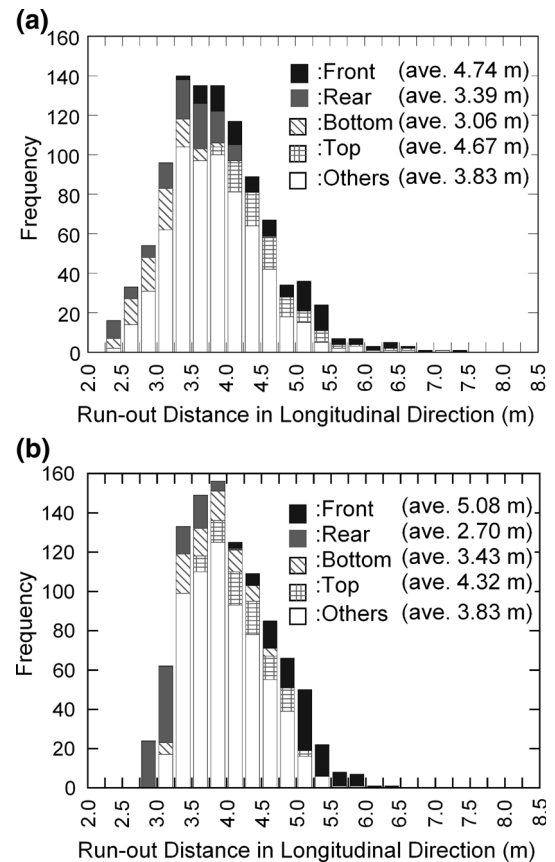 (a)
160
140
120
100
80
60
40
20
0
Frequency
:Front (ave. 4.74 m)
:Rear (ave. 3.39 m)
:Bottom (ave. 3.06 m)
:Top (ave. 4.67 m)
:Others (ave. 3.83 m)
2.0 2.5 3.0 3.5 4.0 4.5 5.0 5.5 6.0 6.5 7.0 7.5 8.0 8.5
Run-out Distance in Longitudinal Direction (m)
(b)
160
140
120
100
80
60
40
20
0
Frequency
:Front (ave. 5.08 m)
:Rear (ave. 2.70 m)
:Bottom (ave. 3.43 m)
:Top (ave. 4.32 m)
:Others (ave. 3.83 m)
2.0 2.5 3.0 3.5 4.0 4.5 5.0 5.5 6.0 6.5 7.0 7.5 8.0 8.5
Run-out Distance in Longitudinal Direction (m)